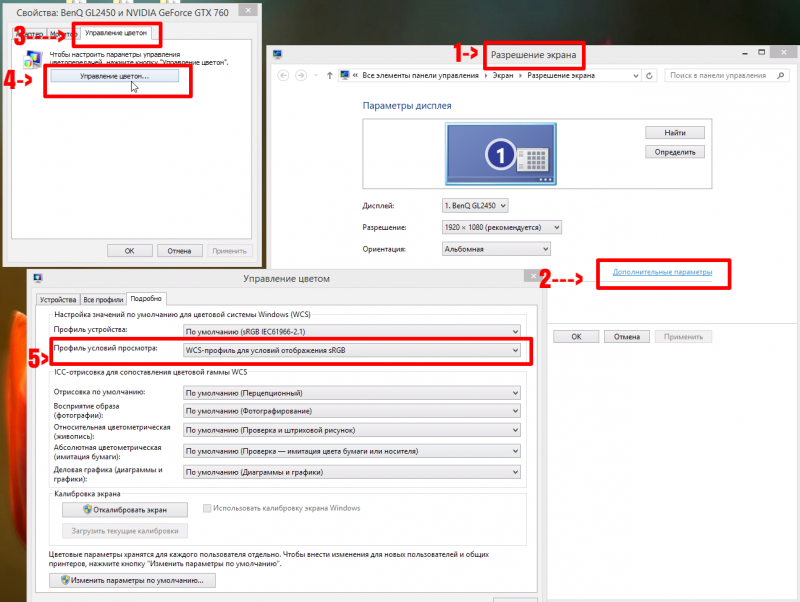 Свойства: BenQ GL2450 и NVIDIA GeForce GTX 760
3---->
Адаптер
Монитор
Управление цветом
Чтобы настроить параметры управления
цветопередачей, нажмите кнопку "Управление цветом".
4->
Управление цветом...
ОК
Отмена
Применить
1->
Разрешение экрана
« Все элементы панели управления
Экран
Разрешение экрана
Поиск в панели управления
Параметры дисплея
1
Найти
Определить
Дисплей:
1. BenQ GL2450
Разрешение:
1920 × 1080 (рекомендуется)
Ориентация:
Альбомная
2--->
Дополнительные параметры
ОК
Отмена
Применить
Управление цветом
Устройства
Все профили
Подробно
Настройка значений по умолчанию для цветовой системы Windows (WCS)
Профиль устройства:
По умолчанию (sRGB IEC61966-2.1)
5>
Профиль условий просмотра:
WCS-профиль для условий отображения sRGB
ICC-отрисовка для сопоставления цветовой гаммы WCS
Отрисовка по умолчанию:
По умолчанию (Перцепционный)
Восприятие образа
(фотографии):
По умолчанию (Фотографирование)
Относительная цветометрическая
(живопись):
По умолчанию (Проверка и штриховой рисунок)
Абсолютная цветометрическая
(имитация бумаги):
По умолчанию (Проверка — имитация цвета бумаги или носителя)
Деловая графика (диаграммы и
графики):
По умолчанию (Диаграммы и графики)
Калибровка экрана
Откалибровать экран
Использовать калибровку экрана Windows
Загрузить текущие калибровки
Цветовые параметры хранятся для каждого пользователя отдельно. Чтобы внести изменения для новых пользователей и общих
принтеров, нажмите кнопку "Изменить параметры по умолчанию".
Изменить параметры по умолчанию...